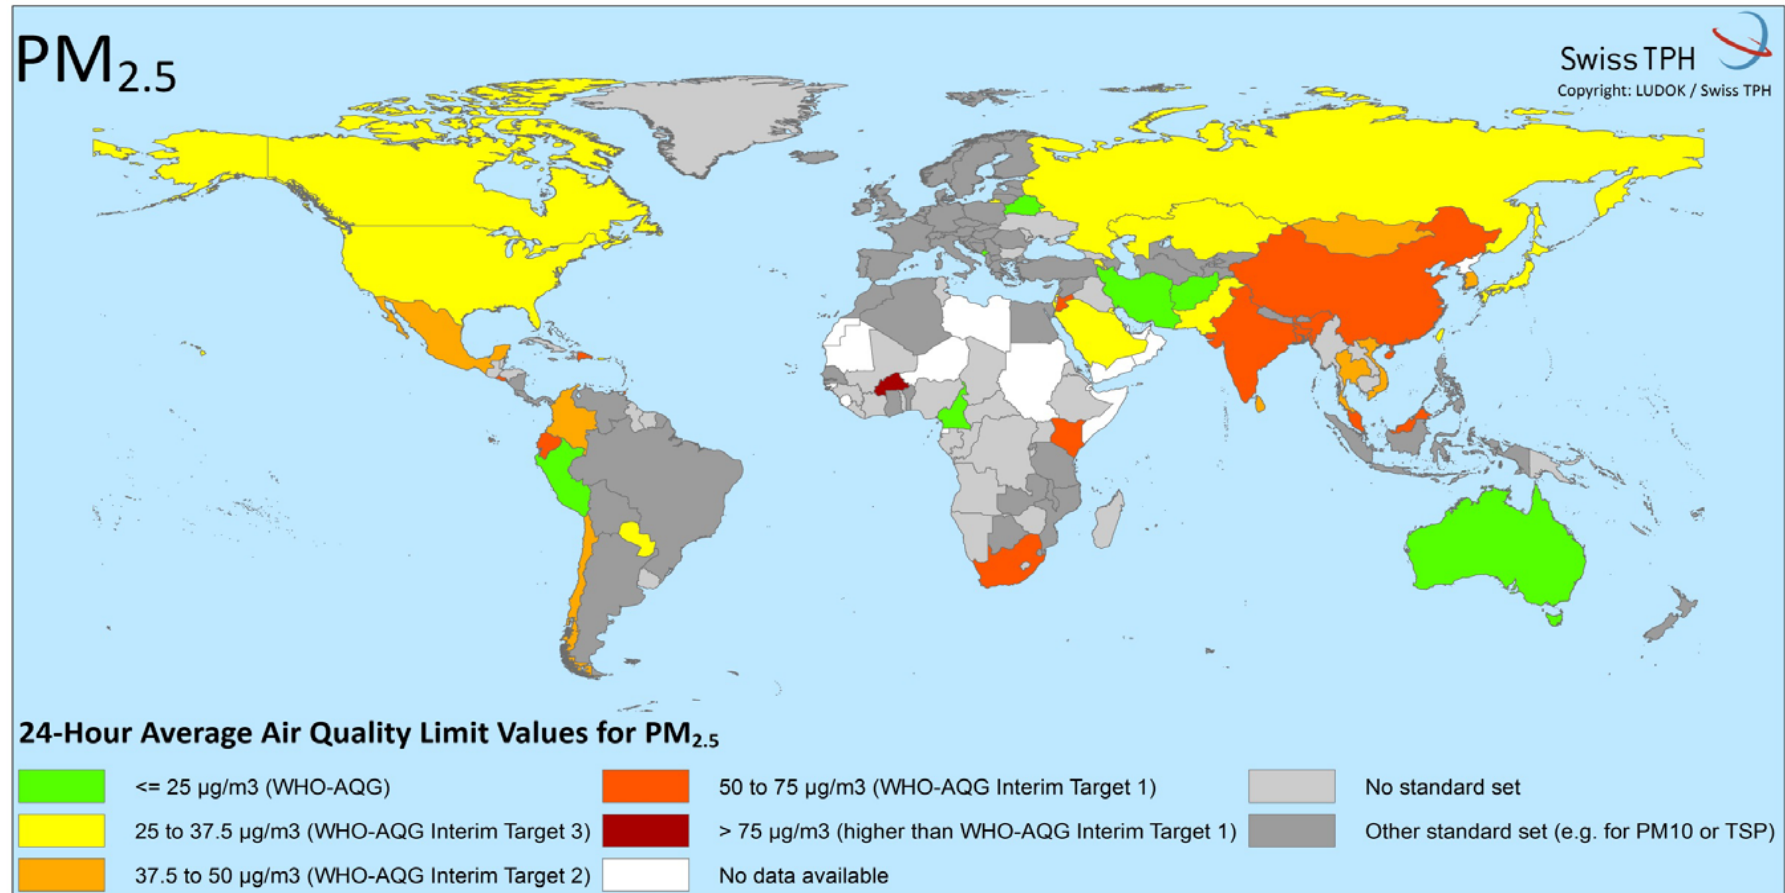 PM2.5
Swiss TPH
Copyright: LUDOK / Swiss TPH
24-Hour Average Air Quality Limit Values for PM2.5
<= 25 µg/m3 (WHO-AQG)
25 to 37.5 µg/m3 (WHO-AQG Interim Target 3)
37.5 to 50 µg/m3 (WHO-AQG Interim Target 2)
50 to 75 µg/m3 (WHO-AQG Interim Target 1)
> 75 µg/m3 (higher than WHO-AQG Interim Target 1)
No data available
No standard set
Other standard set (e.g. for PM10 or TSP)